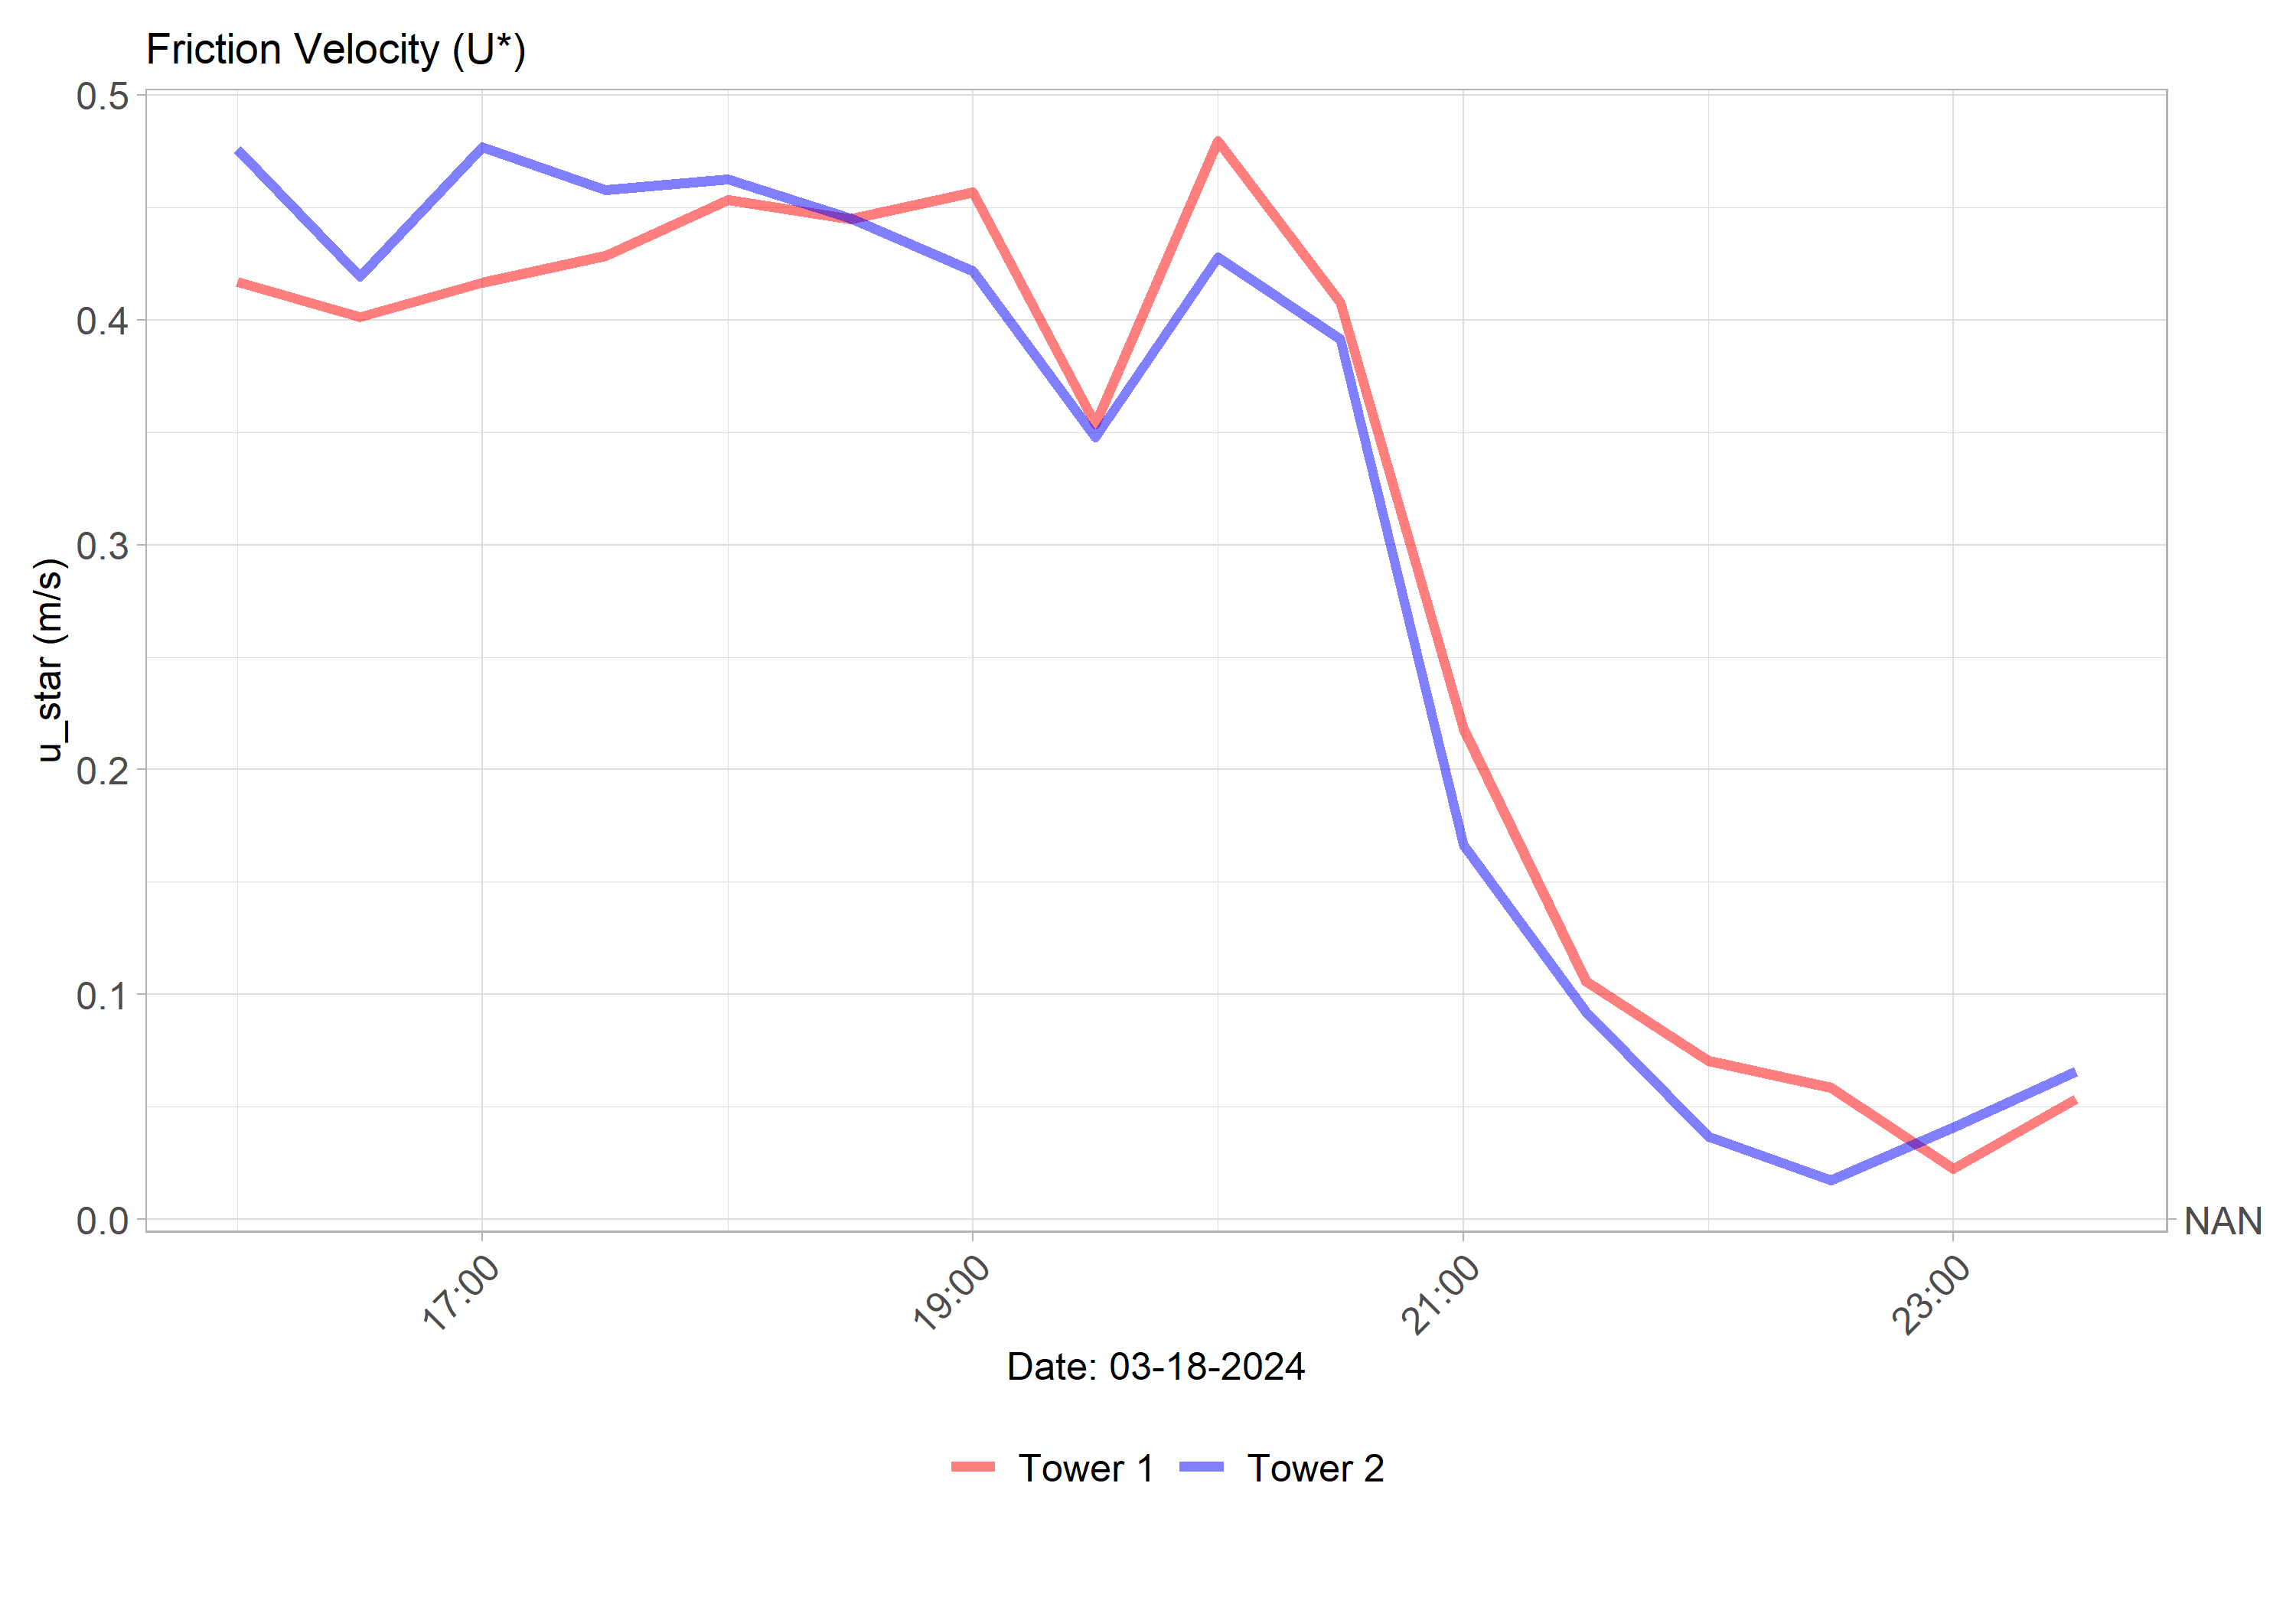 Friction Velocity (U*)
u_star (m/s)
0.5
0.4
0.3
0.2
0.1
0.0
NAN
17:00
19:00
21:00
23:00
Date: 03-18-2024
Tower 1
Tower 2